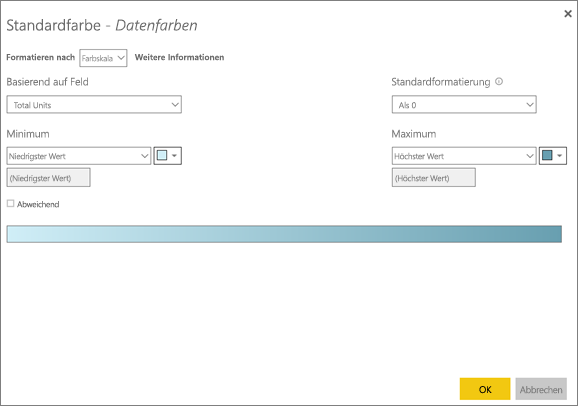 Standardfarbe - Datenfarben
Formatieren nach Farbskala Weitere Informationen
Basierend auf Feld Standardformatierung
Total Units Als 0
Minimum Maximum
Niedrigster Wert Höchster Wert
(Niedrigster Wert) (Höchster Wert)
Abweichend
OK Abbrechen